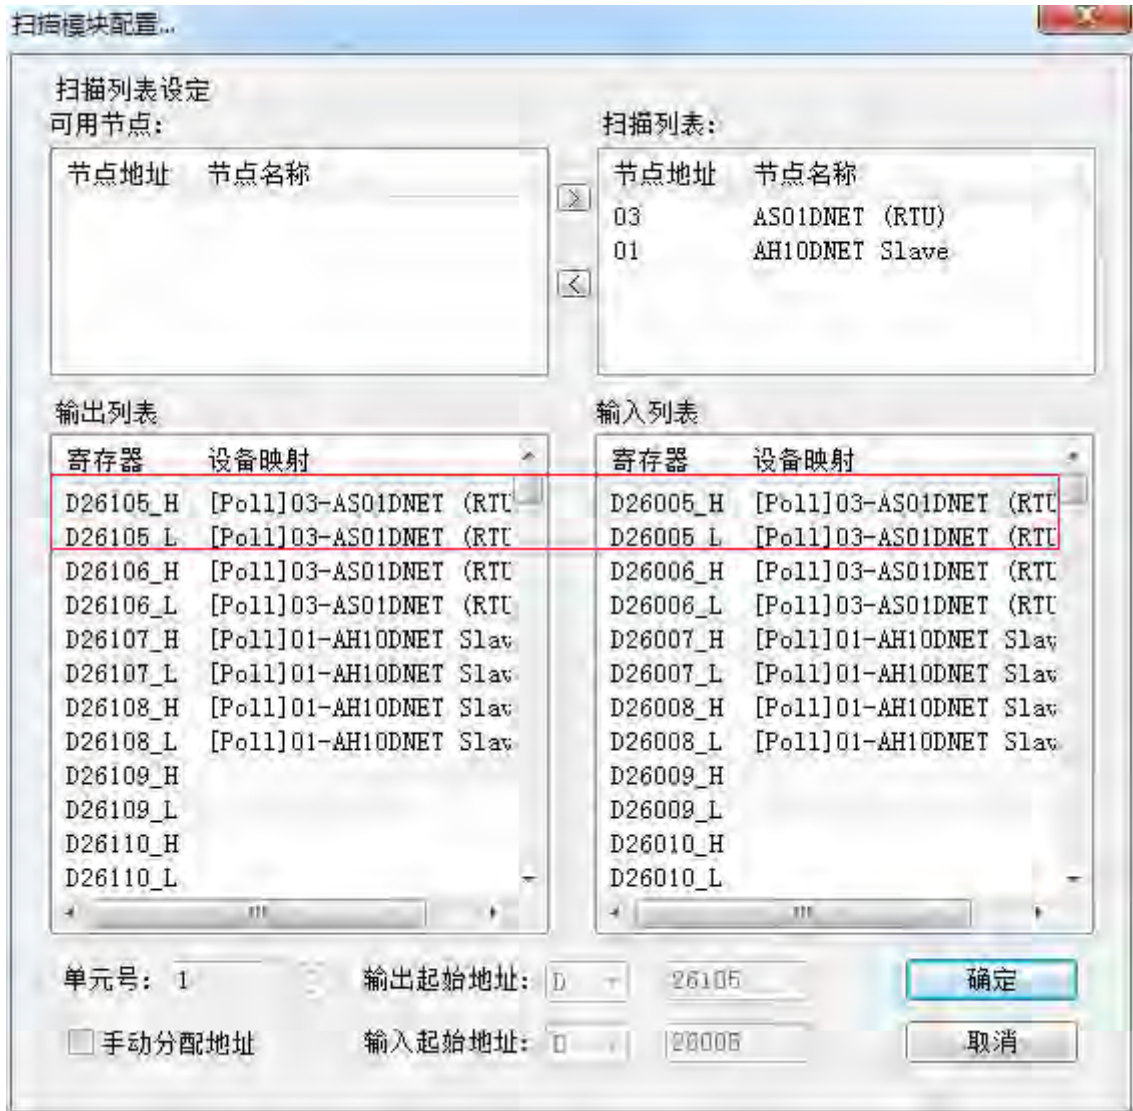 扫描模块配置...
扫描列表设定
可用节点:
扫描列表:
节点地址 节点名称
节点地址 节点名称
03 AS01DNET (RTU)
01 AH10DNET Slave
输出列表
寄存器 设备映射
D26105_H [Poll]03-AS01DNET (RTU
D26105_L [Poll]03-AS01DNET (RTU
D26106_H [Poll]03-AS01DNET (RTU
D26106_L [Poll]03-AS01DNET (RTU
D26107_H [Poll]01-AH10DNET Slav
D26107_L [Poll]01-AH10DNET Slav
D26108_H [Poll]01-AH10DNET Slav
D26108_L [Poll]01-AH10DNET Slav
D26109_H
D26109_L
D26110_H
D26110_L
输入列表
寄存器 设备映射
D26005_H [Poll]03-AS01DNET (RTU
D26005_L [Poll]03-AS01DNET (RTU
D26006_H [Poll]03-AS01DNET (RTU
D26006_L [Poll]03-AS01DNET (RTU
D26007_H [Poll]01-AH10DNET Slav
D26007_L [Poll]01-AH10DNET Slav
D26008_H [Poll]01-AH10DNET Slav
D26008_L [Poll]01-AH10DNET Slav
D26009_H
D26009_L
D26010_H
D26010_L
单元号: 1
输出起始地址: D 26105
确定
手动分配地址
输入起始地址: D 26005
取消